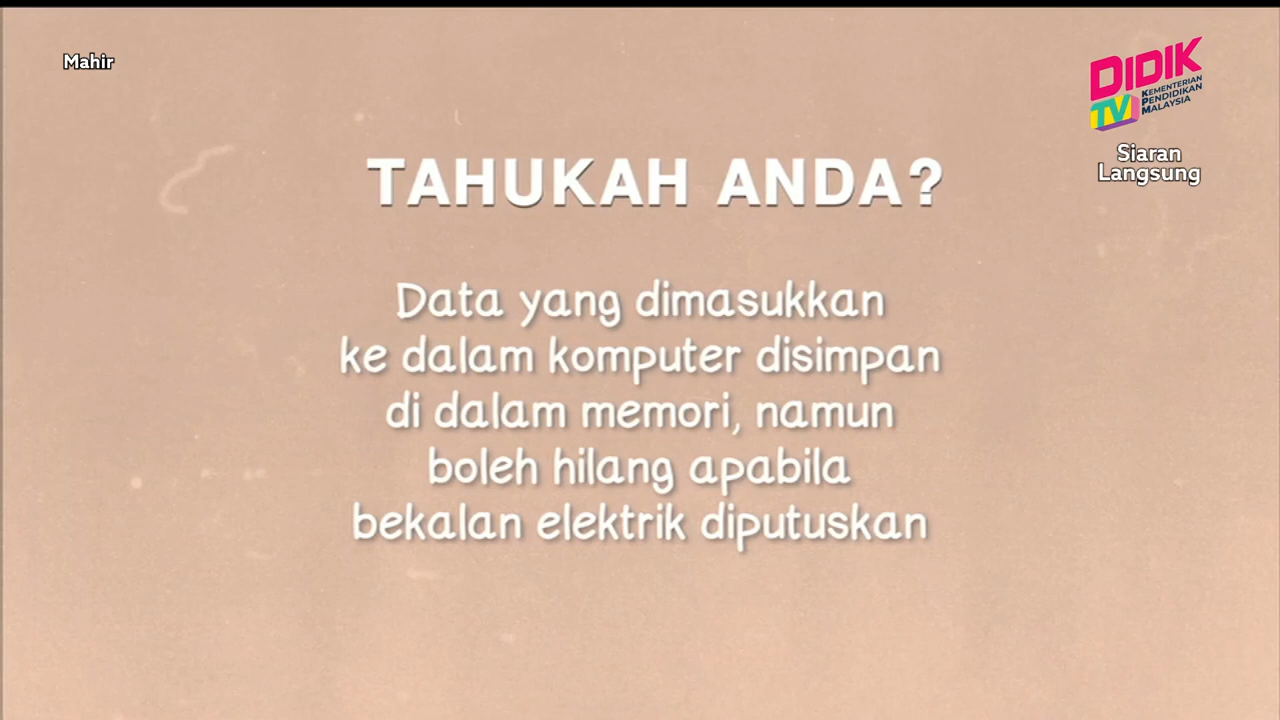 Mahir
DIDIK
TV
KEMENTERIAN
PENDIDIKAN
MALAYSIA
Siaran
Langsung
TAHUKAH ANDA?
Data yang dimasukkan
ke dalam komputer disimpan
di dalam memori, namun
boleh hilang apabila
bekalan elektrik diputuskan